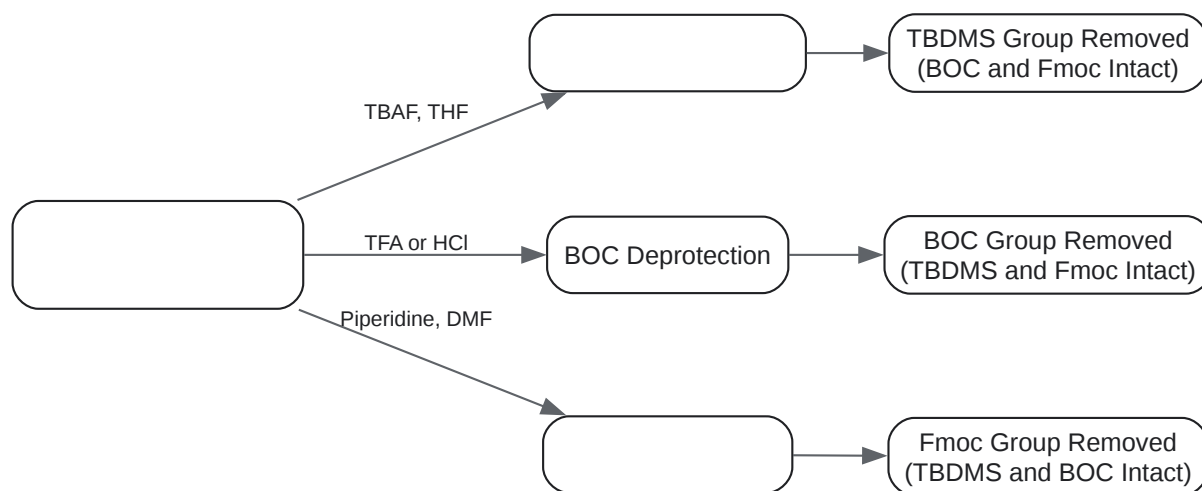 TBDMS Group Removed
(BOC and Fmoc Intact)
TBAF, THF
TFA or HCl
BOC Deprotection
BOC Group Removed
(TBDMS and Fmoc Intact)
Piperidine, DMF
Fmoc Group Removed
(TBDMS and BOC Intact)